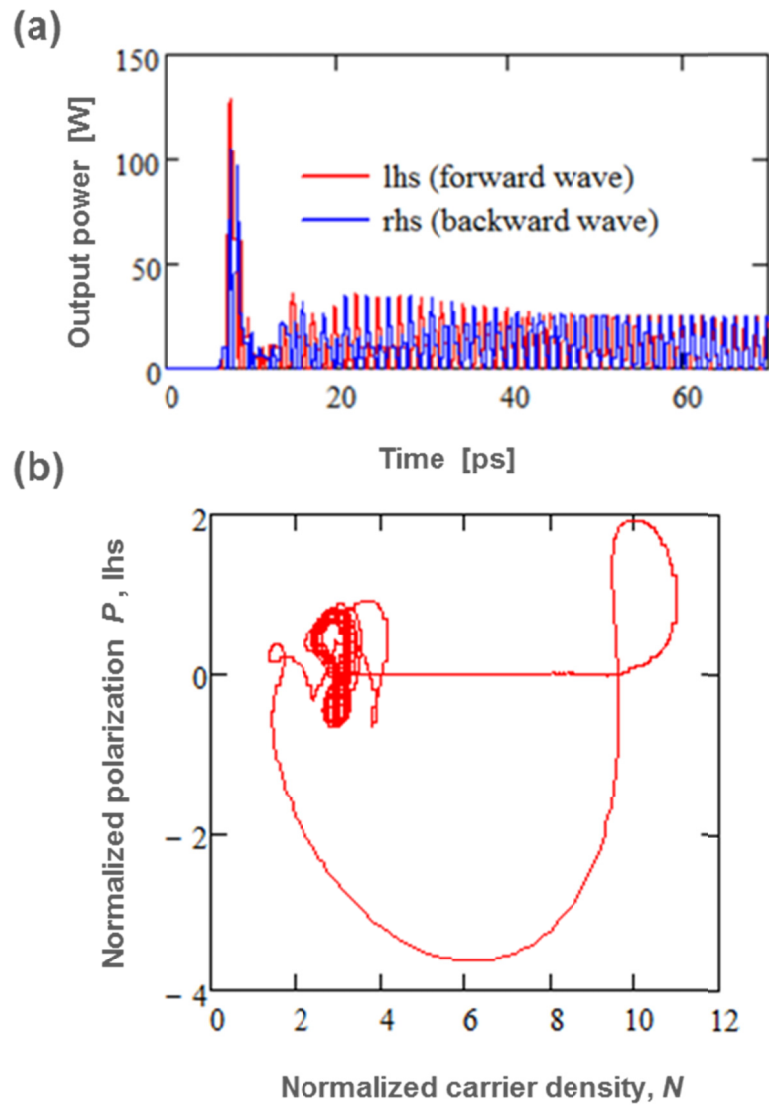 (a)
150
100
50
0
Output power [W]
lhs (forward wave)
rhs (backward wave)
0 20 40 60
Time [ps]
(b)
2
0
− 2
− 4
Normalized polarization P, lhs
0 2 4 6 8 10 12
Normalized carrier density, N